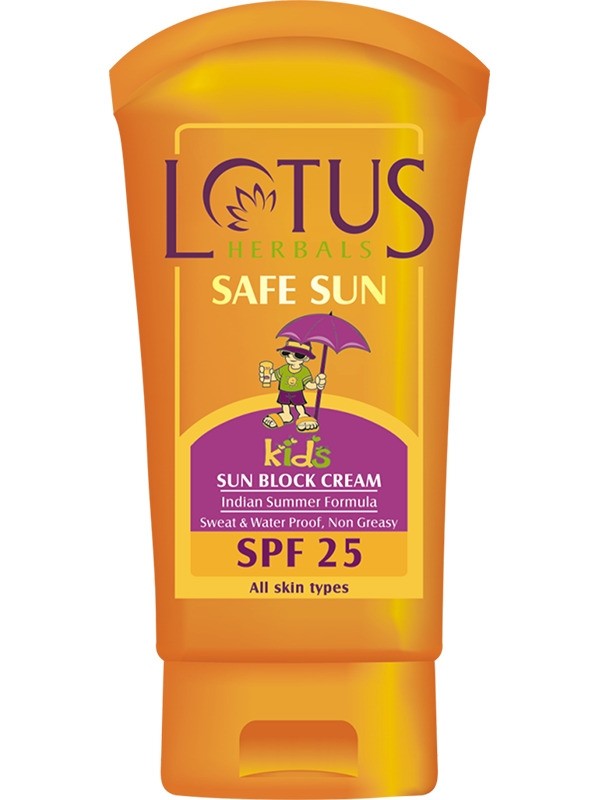 LOTUS
HERBALS
SAFE SUN
kids
SUN BLOCK CREAM
Indian Summer Formula
Sweat & Water Proof, Non Greasy
SPF 25
All skin types